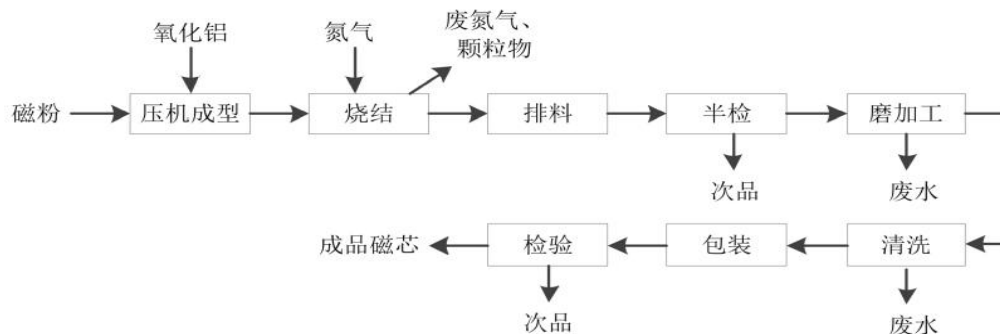 氧化铝
氮气
废氮气、
颗粒物
磁粉
压机成型
烧结
排料
半检
磨加工
次品
废水
成品磁芯
检验
包装
清洗
次品
废水